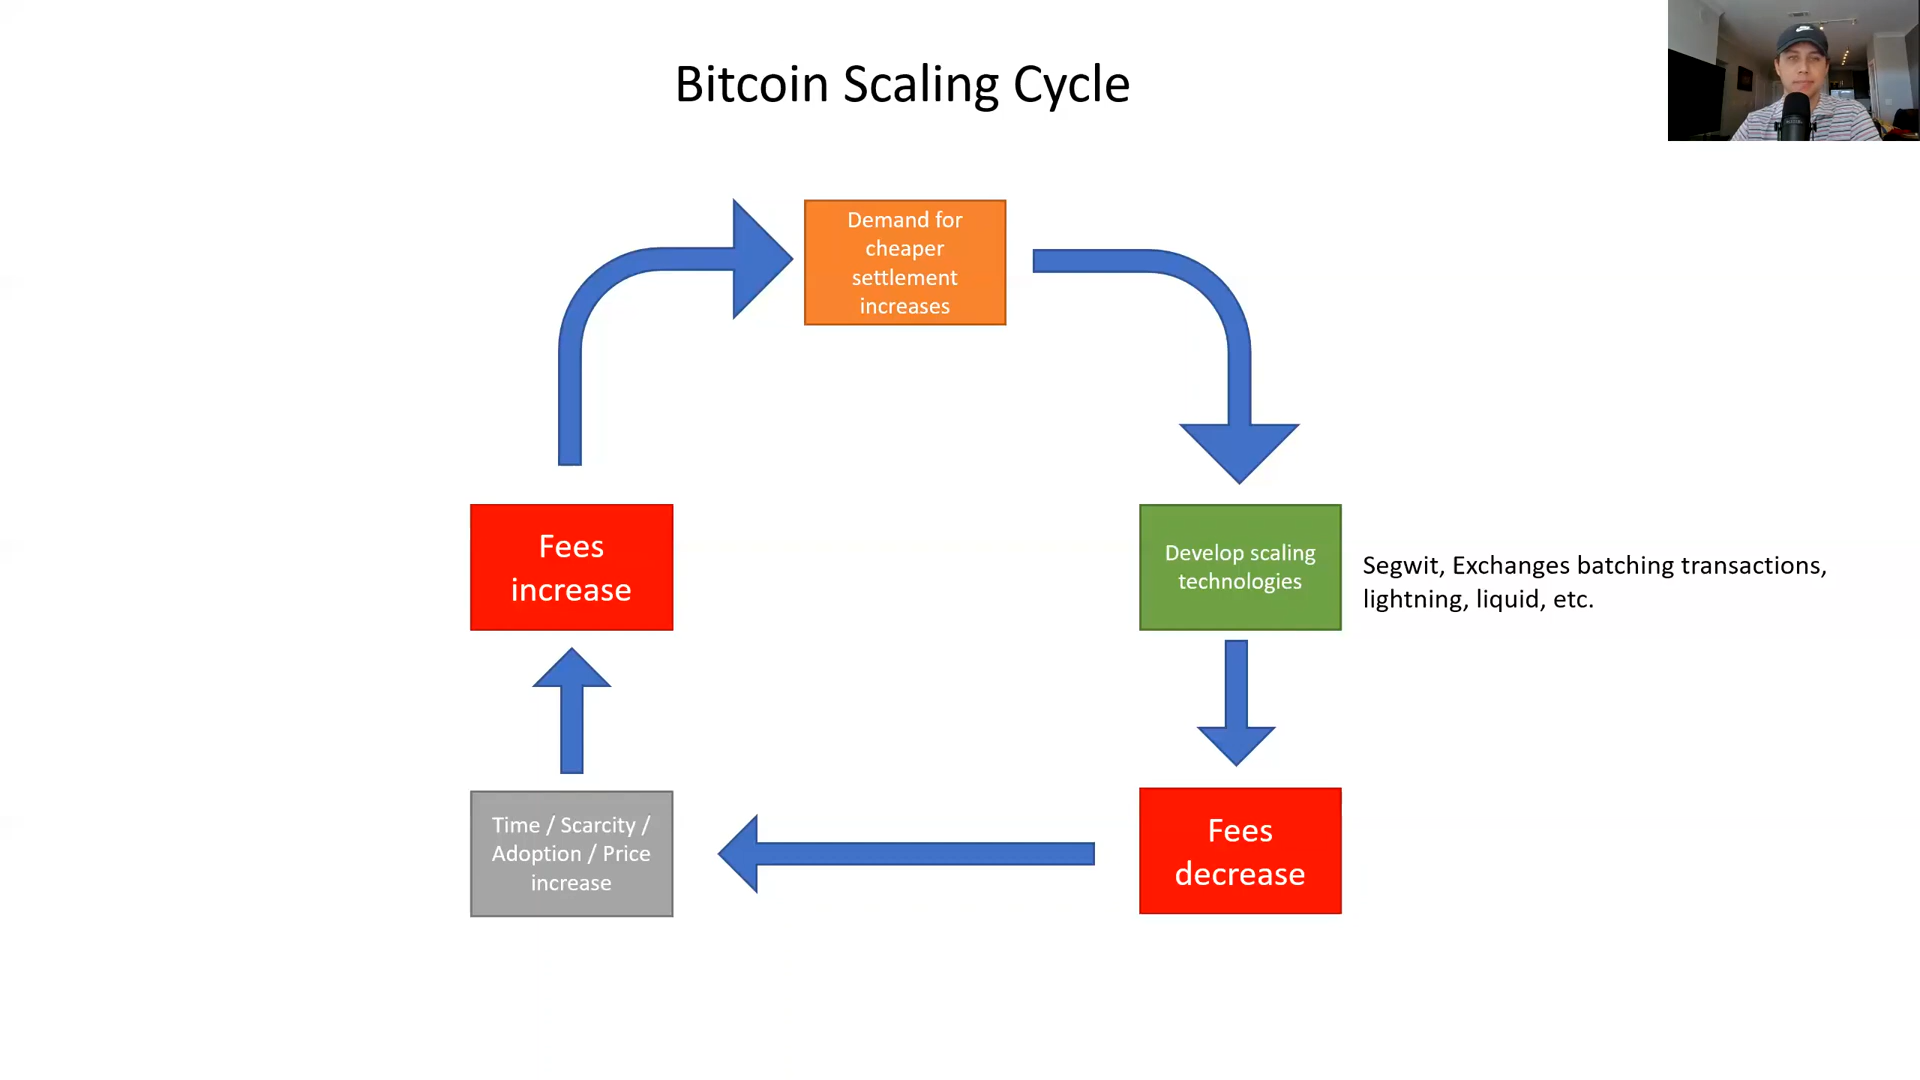 Bitcoin Scaling Cycle
Demand for
cheaper
settlement
increases
Fees
increase
Develop scaling
technologies
Segwit, Exchanges batching transactions,
lightning, liquid, etc.
Time / Scarcity /
Adoption / Price
increase
Fees
decrease